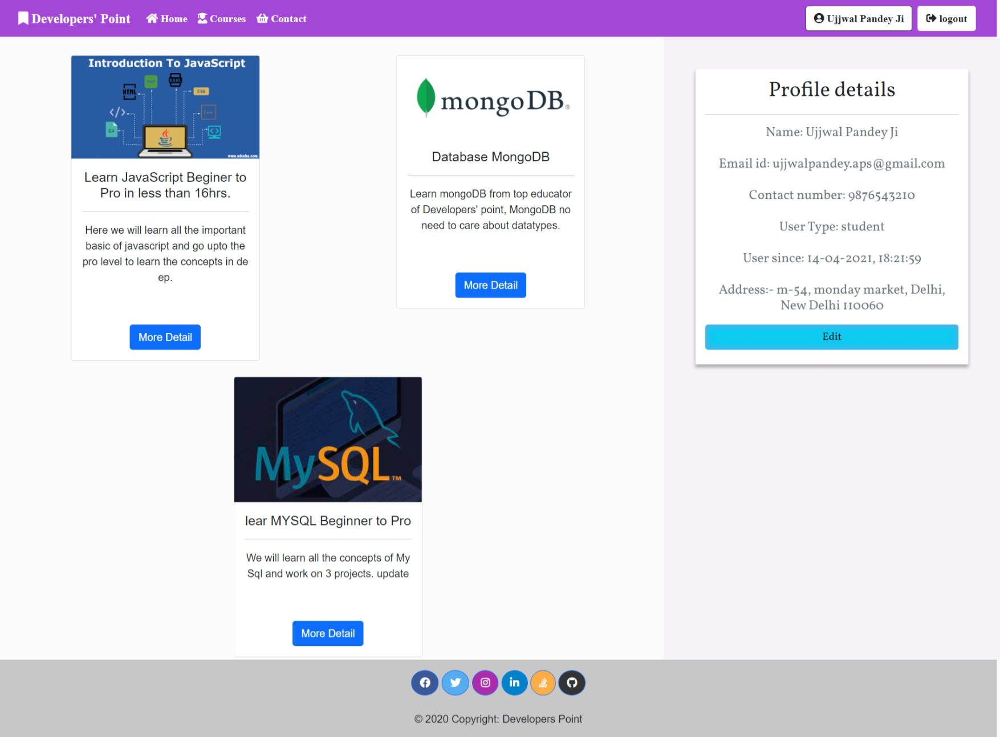 Developers' Point Home Courses Contact Ujjwal Pandey Ji logout
Introduction To JavaScript
HTML
PHP
XAML
CSS
</>
C++
C#
<>
www.educba.com
Learn JavaScript Beginer to
Pro in less than 16hrs.
Here we will learn all the important
basic of javascript and go upto the
pro level to learn the concepts in de
ep.
More Detail
mongoDB®
Database MongoDB
Learn mongoDB from top educator
of Developers' point, MongoDB no
need to care about datatypes.
More Detail
MySQL™
lear MYSQL Beginner to Pro
We will learn all the concepts of My
Sql and work on 3 projects. update
More Detail
Profile details
Name: Ujjwal Pandey Ji
Email id: ujjwalpandey.aps@gmail.com
Contact number: 9876543210
User Type: student
User since: 14-04-2021, 18:21:59
Address:- m-54, monday market, Delhi,
New Delhi 110060
Edit
© 2020 Copyright: Developers Point